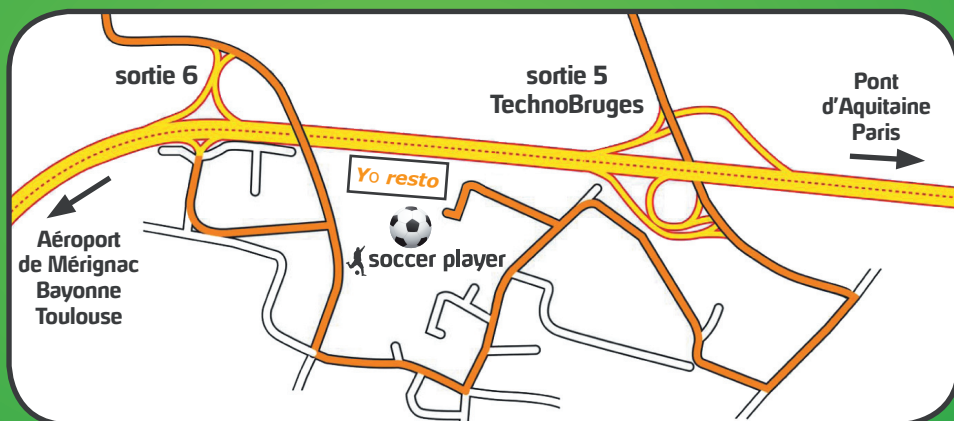 sortie 6
sortie 5
TechnoBruges
Pont
d'Aquitaine
Paris
Yo resto
Aéroport
de Mérignac
Bayonne
Toulouse
soccer player